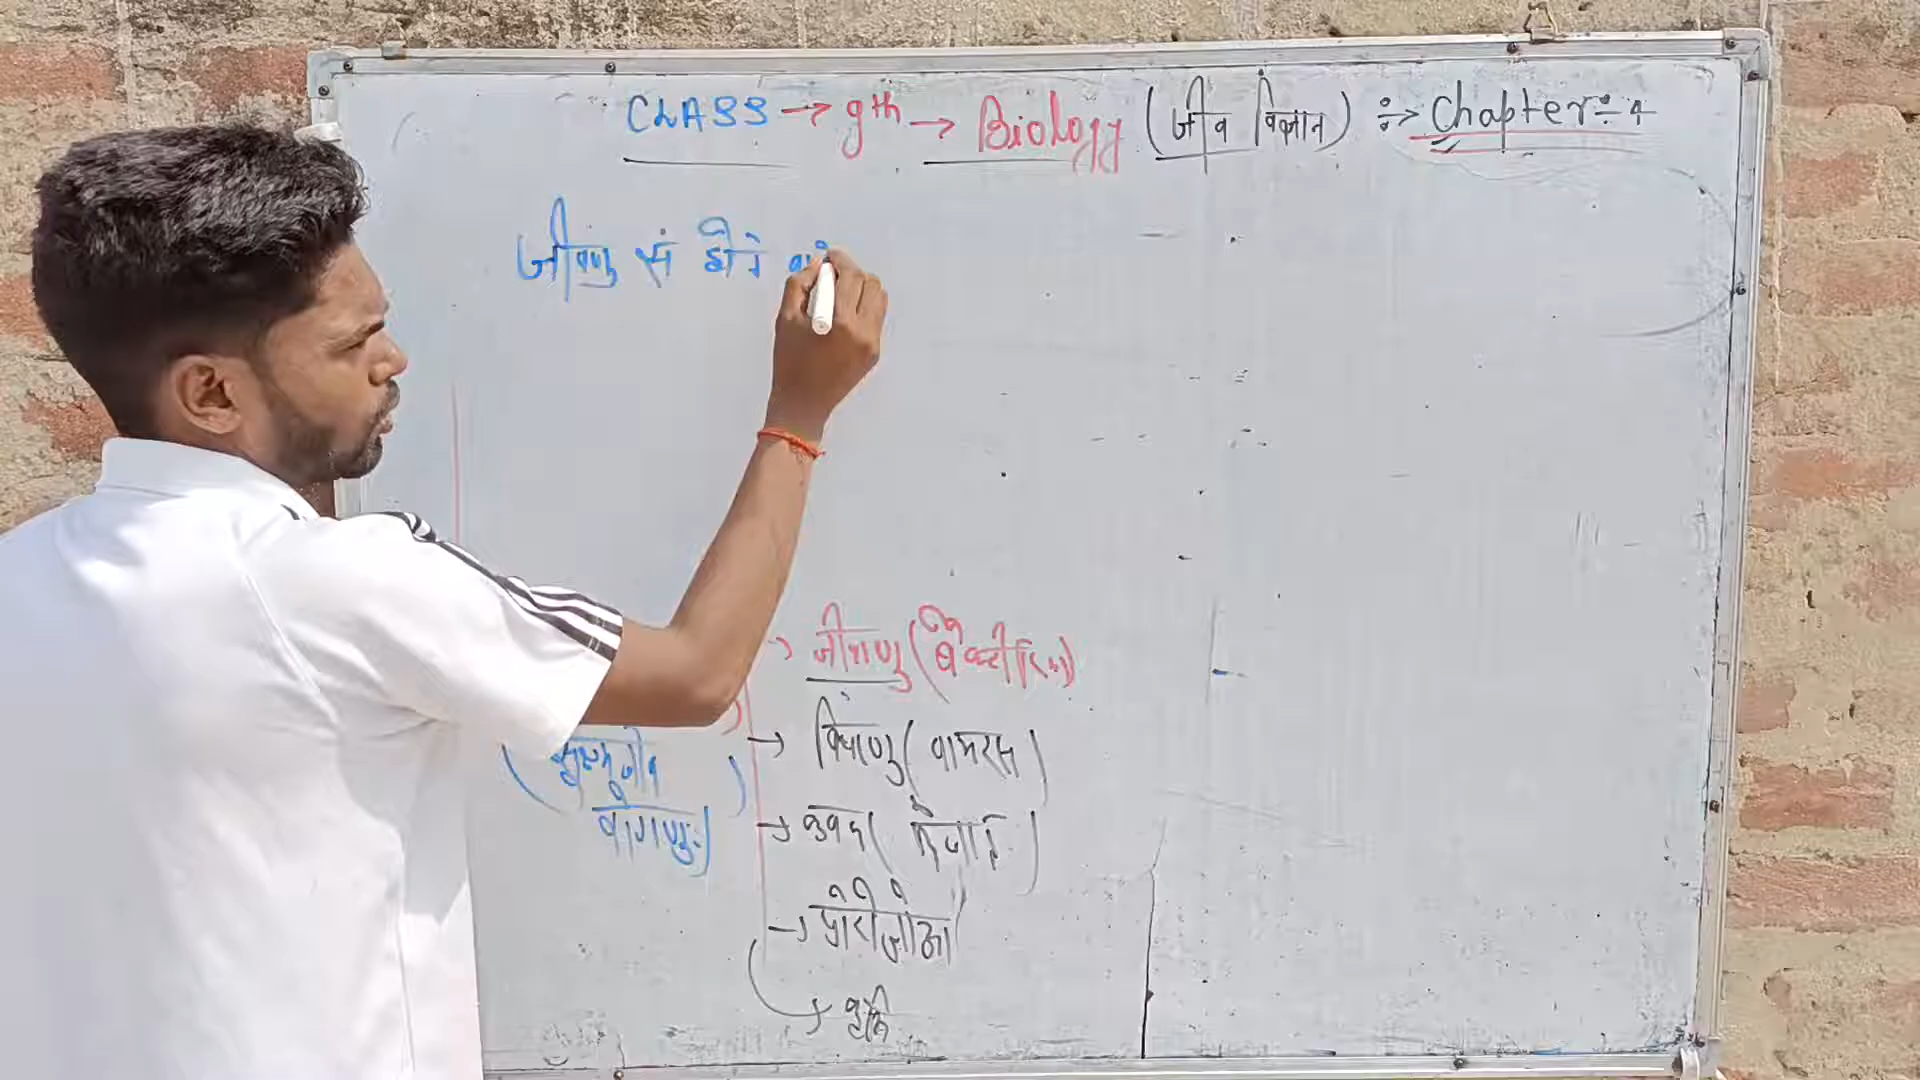 CLASS → 9th → Biology (जीव विज्ञान) ÷→ Chapter÷4
जीवाणु से होने वा
→ जीवाणु (बैक्टीरिया)
→ विषाणु (वायरस)
(सूक्ष्मजीव
→ कवक (
→ प्रोटोजोआ
→ कृमि